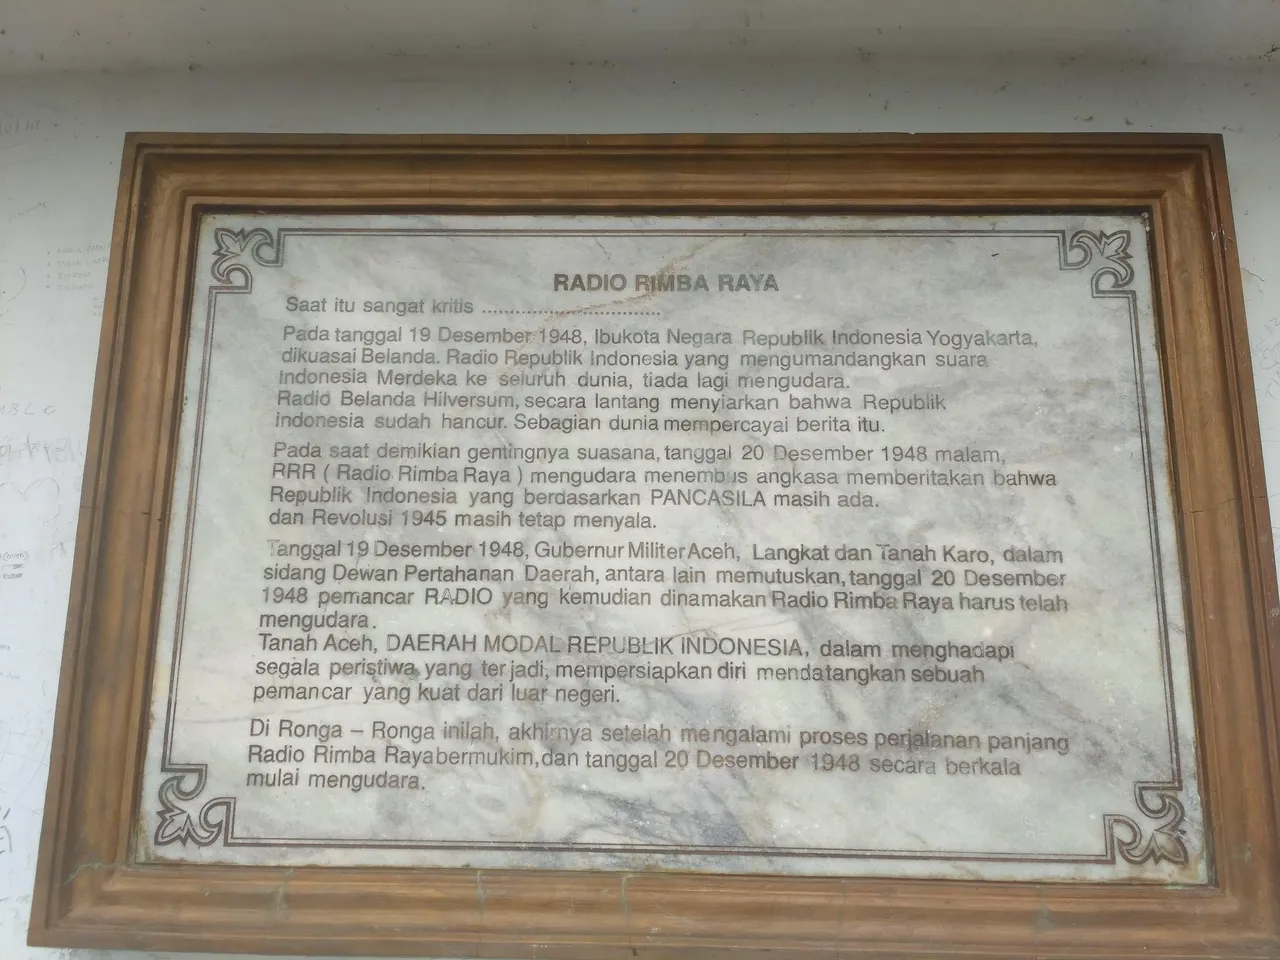 RADIO RIMBA RAYA
Saat itu sangat kritis ................................
Pada tanggal 19 Desember 1948, Ibukota Negara Republik Indonesia Yogyakarta,
dikuasai Belanda. Radio Republik Indonesia yang mengumandangkan suara
Indonesia Merdeka ke seluruh dunia, tiada lagi mengudara.
Radio Belanda Hilversum, secara lantang menyiarkan bahwa Republik
Indonesia sudah hancur. Sebagian dunia mempercayai berita itu.
Pada saat demikian gentingnya suasana, tanggal 20 Desember 1948 malam,
RRR ( Radio Rimba Raya ) mengudara menembus angkasa memberitakan bahwa
Republik Indonesia yang berdasarkan PANCASILA masih ada.
dan Revolusi 1945 masih tetap menyala.
Tanggal 19 Desember 1948, Gubernur Militer Aceh, Langkat dan Tanah Karo, dalam
sidang Dewan Pertahanan Daerah, antara lain memutuskan, tanggal 20 Desember
1948 pemancar RADIO yang kemudian dinamakan Radio Rimba Raya harus telah
mengudara.
Tanah Aceh, DAERAH MODAL REPUBLIK INDONESIA, dalam menghadapi
segala peristiwa yang terjadi, mempersiapkan diri mendatangkan sebuah
pemancar yang kuat dari luar negeri.
Di Ronga – Ronga inilah, akhirnya setelah mengalami proses perjalanan panjang
Radio Rimba Raya bermukim, dan tanggal 20 Desember 1948 secara berkala
mulai mengudara.